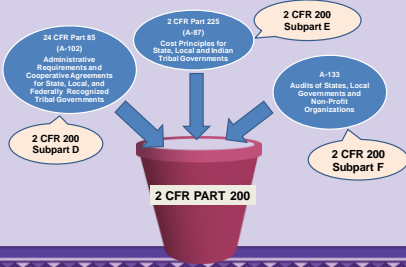 24 CFR Part 85
(A-102)
Administrative
Requirements and
Cooperative Agreements
for State, Local, and
Federally Recognized
Tribal Governments
2 CFR 200
Subpart D
2 CFR Part 225
(A-87)
Cost Principles for
State, Local and Indian
Tribal Governments
2 CFR 200
Subpart E
A-133
Audits of States, Local
Governments and
Non-Profit
Organizations
2 CFR 200
Subpart F
2 CFR PART 200